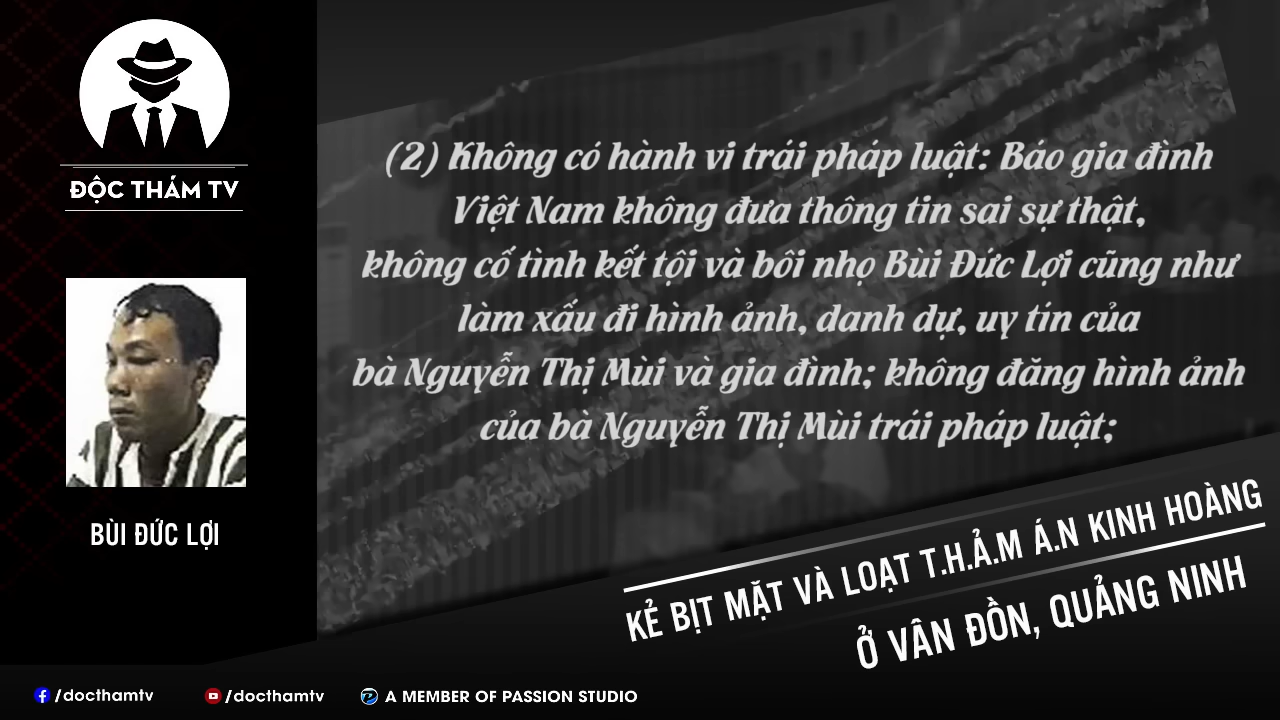 ĐỘC THÁM TV
BÙI ĐỨC LỢI
(2) Không có hành vi trái pháp luật: Báo gia đình
Việt Nam không đưa thông tin sai sự thật,
không cố tình kết tội và bôi nhọ Bùi Đức Lợi cũng như
làm xấu đi hình ảnh, danh dự, uy tín của
bà Nguyễn Thị Mùi và gia đình; không đăng hình ảnh
của bà Nguyễn Thị Mùi trái pháp luật;
KẺ BỊT MẶT VÀ LOẠT T.H.Ả.M Á.N KINH HOÀNG
Ở VÂN ĐỒN, QUẢNG NINH
/docthamtv
/docthamtv
A MEMBER OF PASSION STUDIO